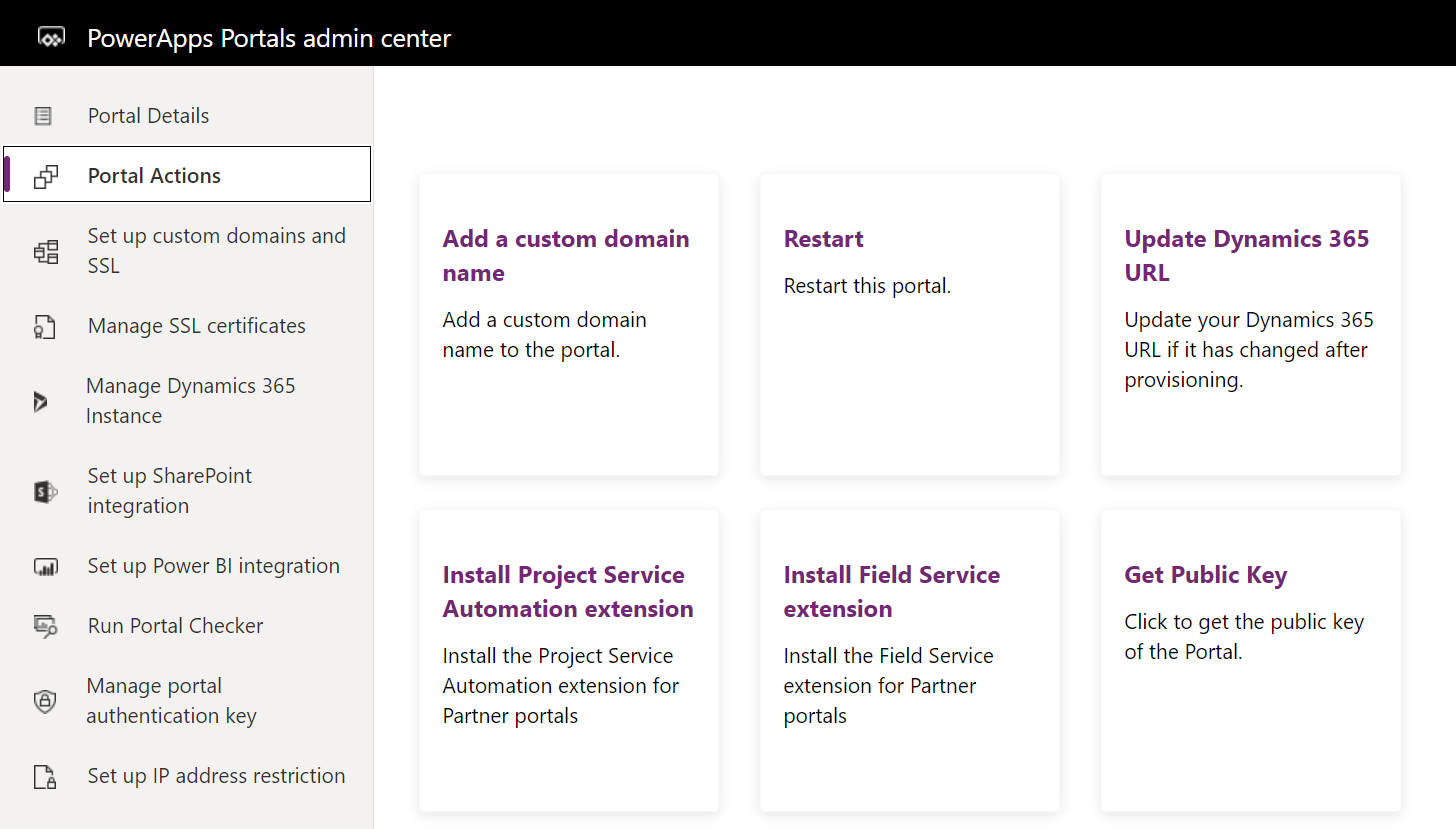 PowerApps Portals admin center
Portal Details
Portal Actions
Set up custom domains and
SSL
Manage SSL certificates
Manage Dynamics 365
Instance
Set up SharePoint
integration
Set up Power BI integration
Run Portal Checker
Manage portal
authentication key
Set up IP address restriction
Add a custom domain
name
Add a custom domain
name to the portal.
Restart
Restart this portal.
Update Dynamics 365
URL
Update your Dynamics 365
URL if it has changed after
provisioning.
Install Project Service
Automation extension
Install the Project Service
Automation extension for
Partner portals
Install Field Service
extension
Install the Field Service
extension for Partner
portals
Get Public Key
Click to get the public key
of the Portal.